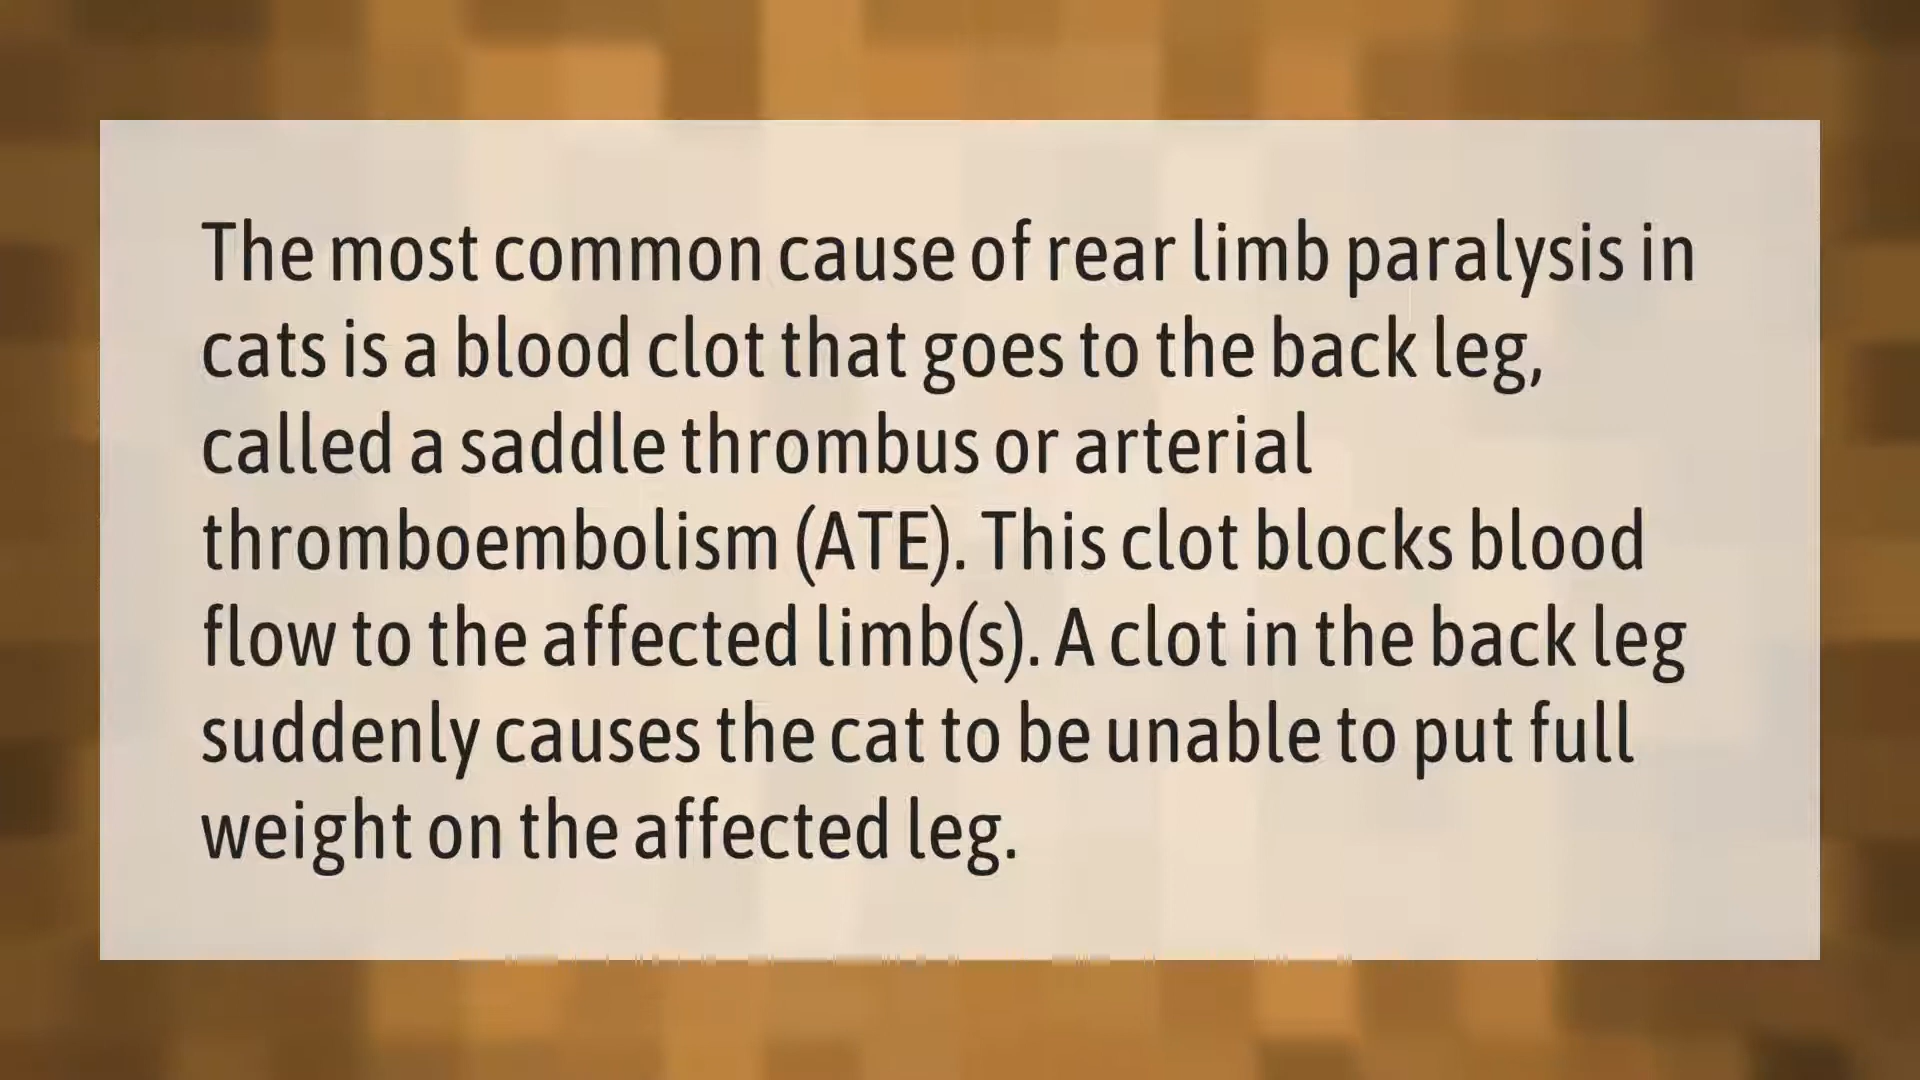 The most common cause of rear limb paralysis in
cats is a blood clot that goes to the back leg,
called a saddle thrombus or arterial
thromboembolism (ATE). This clot blocks blood
flow to the affected limb(s). A clot in the back leg
suddenly causes the cat to be unable to put full
weight on the affected leg.